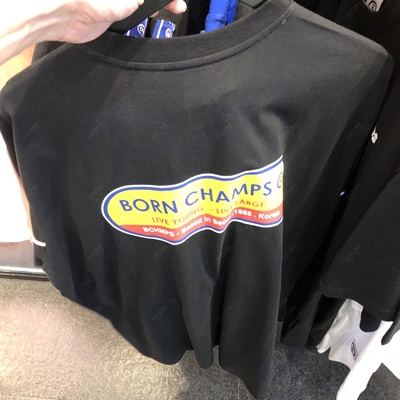 BORN CHAMPS
LIVE YOUNG - LIVE LARGE
BCHMPS - Based in Seoul 1988 - Korea